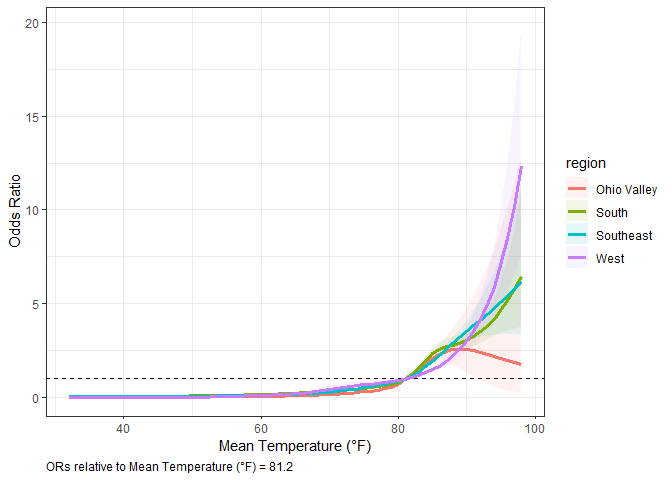 20
15
10
5
0
Odds Ratio
40
60
80
100
Mean Temperature (°F)
ORs relative to Mean Temperature (°F) = 81.2
region
Ohio Valley
South
Southeast
West